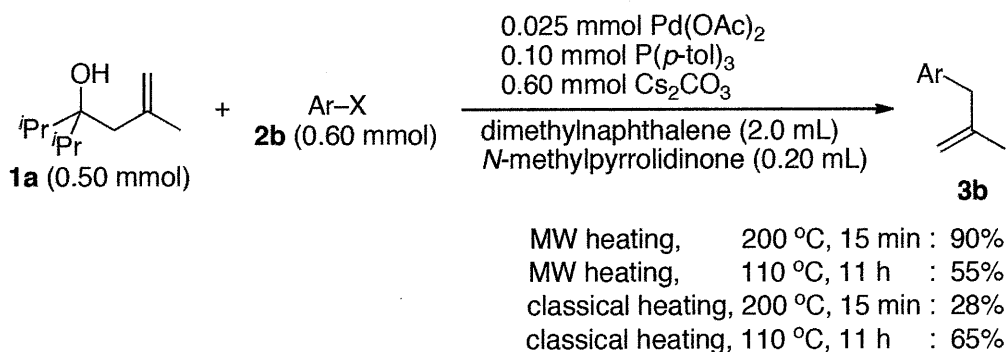 OH
iPr
iPr
1a (0.50 mmol)
+
Ar–X
2b (0.60 mmol)
0.025 mmol Pd(OAc)2
0.10 mmol P(p-tol)3
0.60 mmol Cs2CO3
dimethylnaphthalene (2.0 mL)
N-methylpyrrolidinone (0.20 mL)
Ar
3b
MW heating, 200 °C, 15 min : 90%
MW heating, 110 °C, 11 h : 55%
classical heating, 200 °C, 15 min : 28%
classical heating, 110 °C, 11 h : 65%